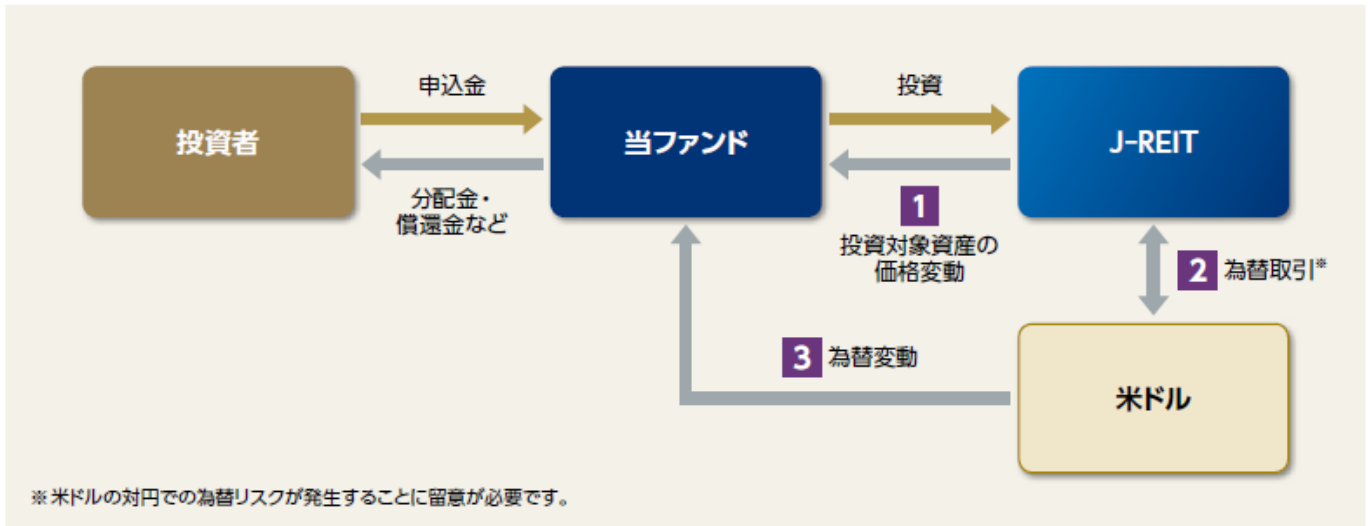 申込金
投資
投資者
当ファンド
J-REIT
分配金・
償還金など
1
投資対象資産の
価格変動
2 為替取引※
3 為替変動
米ドル
※米ドルの対円での為替リスクが発生することに留意が必要です。